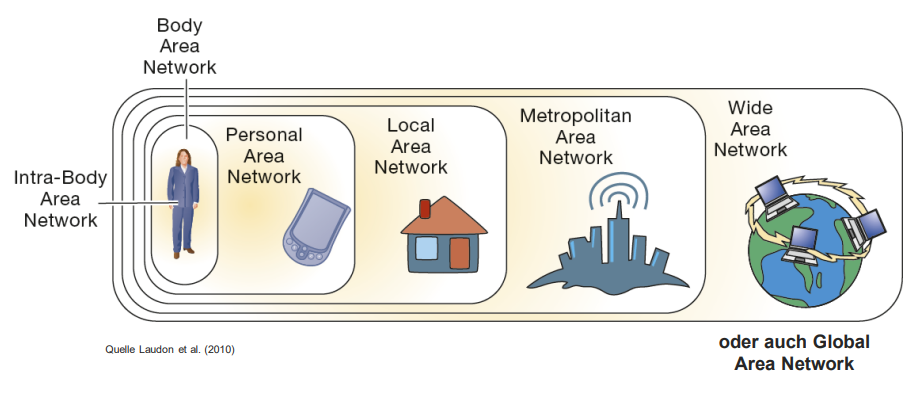 Body
Area
Network
Intra-Body
Area
Network
Personal
Area
Network
Local
Area
Network
Metropolitan
Area
Network
Wide
Area
Network
Quelle Laudon et al. (2010)
oder auch Global
Area Network